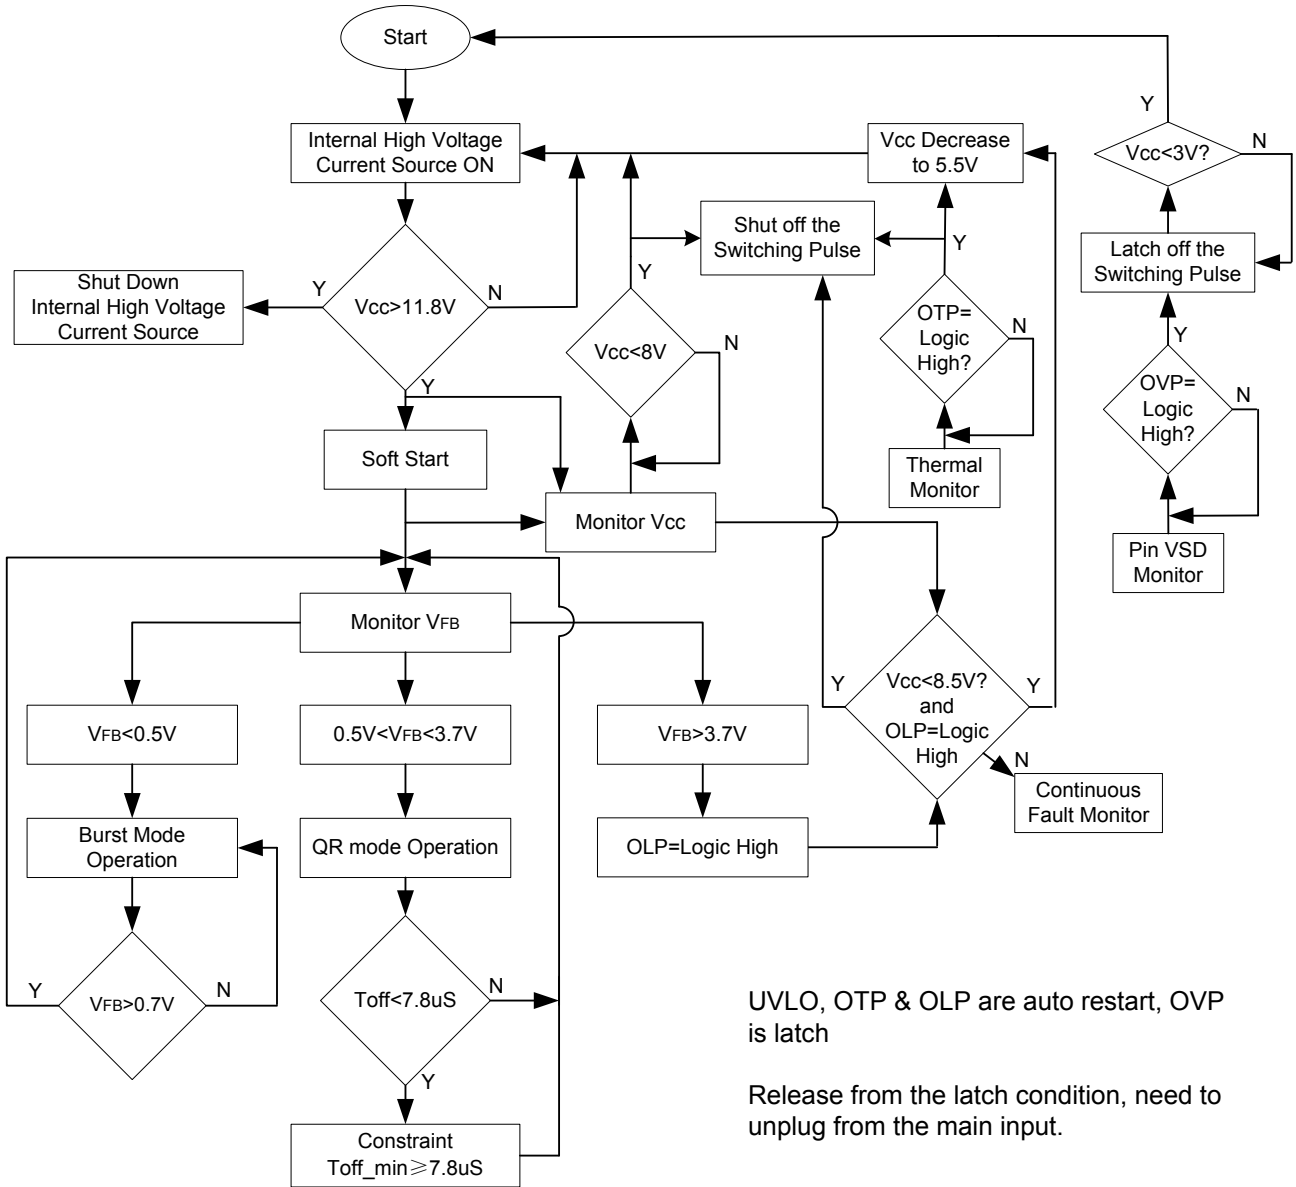 Start
Y
Internal High Voltage
Current Source ON
Vcc Decrease
to 5.5V
Vcc<3V?
N
Shut off the
Switching Pulse
Y
Latch off the
Switching Pulse
Shut Down
Internal High Voltage
Current Source
Y
Vcc>11.8V
N
Y
Vcc<8V
N
OTP=
Logic
High?
N
Y
OVP=
Logic
High?
N
Y
Soft Start
Thermal
Monitor
Monitor Vcc
Pin VSD
Monitor
Monitor VFB
Y
Vcc<8.5V?
and
OLP=Logic
High
Y
N
VFB<0.5V
0.5V<VFB<3.7V
VFB>3.7V
Continuous
Fault Monitor
Burst Mode
Operation
QR mode Operation
OLP=Logic High
Y
VFB>0.7V
N
Toff<7.8uS
N
Y
Constraint
Toff_min≥7.8uS
UVLO, OTP & OLP are auto restart, OVP
is latch
Release from the latch condition, need to
unplug from the main input.